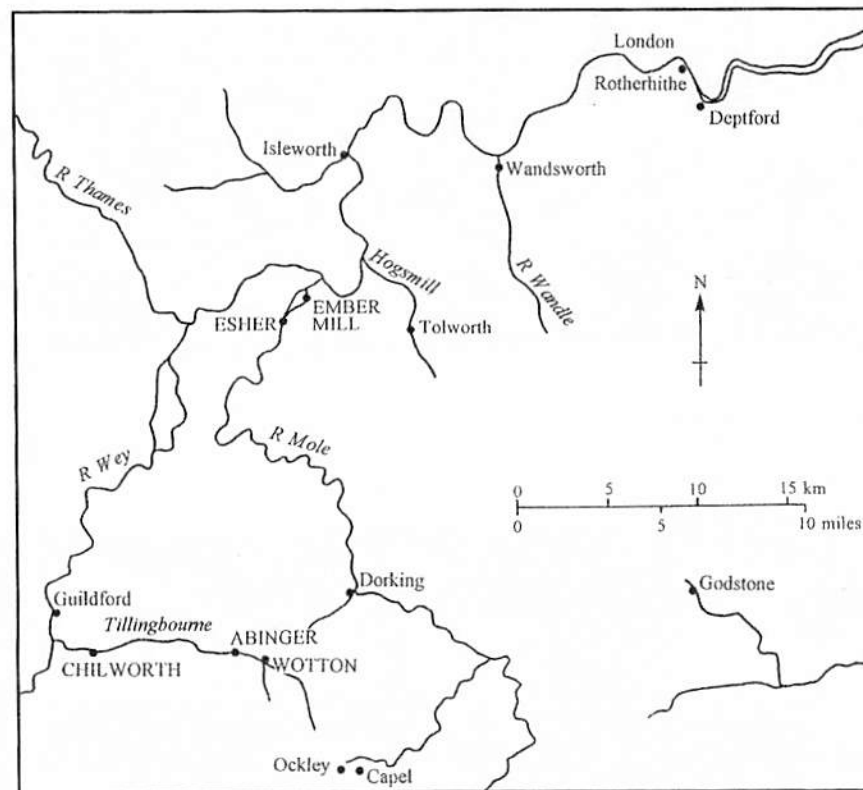 London
Rotherhithe
Deptford
Isleworth
Wandsworth
R Thames
Hogsmill
R Wandle
N
EMBER
MILL
ESHER
Tolworth
R Mole
R Wey
0 5 10 15 km
0 5 10 miles
Dorking
Godstone
Guildford
Tillingbourne
ABINGER
CHILWORTH
WOTTON
Ockley
Capel